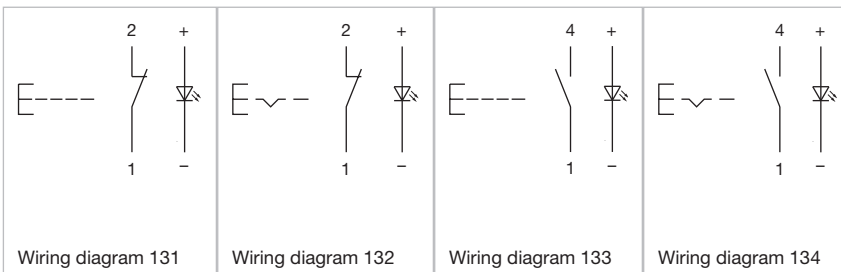 2 +
1 –
Wiring diagram 131
2 +
1 –
Wiring diagram 132
4 +
1 –
Wiring diagram 133
4 +
1 –
Wiring diagram 134